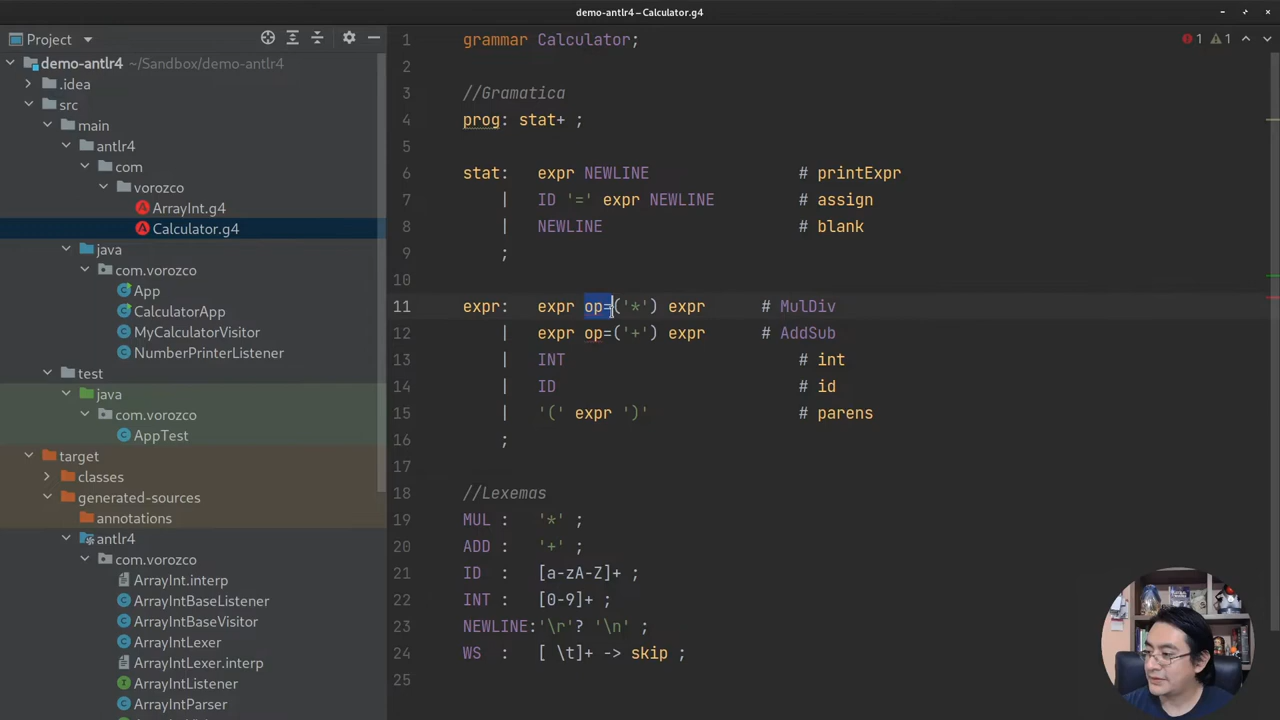 demo-antlr4 – Calculator.g4
Project
demo-antlr4 ~/Sandbox/demo-antlr4
.idea
src
main
antlr4
com
vorozco
ArrayInt.g4
Calculator.g4
java
com.vorozco
App
CalculatorApp
MyCalculatorVisitor
NumberPrinterListener
test
java
com.vorozco
AppTest
target
classes
generated-sources
annotations
antlr4
com.vorozco
ArrayInt.interp
ArrayIntBaseListener
ArrayIntBaseVisitor
ArrayIntLexer
ArrayIntLexer.interp
ArrayIntListener
ArrayIntParser
1 grammar Calculator;
2
3 //Gramatica
4 prog: stat+ ;
5
6 stat: expr NEWLINE # printExpr
7 | ID '=' expr NEWLINE # assign
8 | NEWLINE # blank
9 ;
10
11 expr: expr op=('*') expr # MulDiv
12 | expr op=('+') expr # AddSub
13 | INT # int
14 | ID # id
15 | '(' expr ')' # parens
16 ;
17
18 //Lexemas
19 MUL : '*' ;
20 ADD : '+' ;
21 ID : [a-zA-Z]+ ;
22 INT : [0-9]+ ;
23 NEWLINE:'\r'? '\n' ;
24 WS : [ \t]+ -> skip ;
25
1 1